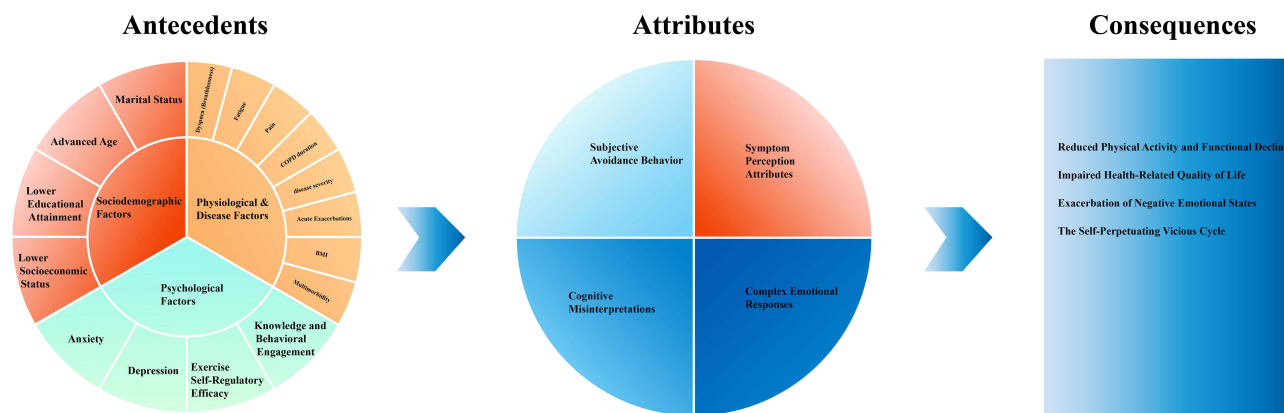 Antecedents
Marital Status
Advanced Age
Lower
Educational
Attainment
Lower
Socioeconomic
Status
Sociodemographic
Factors
Dyspnea (Breathlessness)
Fatigue
Pain
COPD duration
disease severity
Acute Exacerbations
BMI
Multimorbidity
Physiological &
Disease Factors
Psychological
Factors
Anxiety
Depression
Exercise
Self-Regulatory
Efficacy
Knowledge and
Behavioral
Engagement
Attributes
Subjective
Avoidance Behavior
Symptom
Perception
Attributes
Cognitive
Misinterpretations
Complex Emotional
Responses
Consequences
Reduced Physical Activity and Functional Declin
Impaired Health-Related Quality of Life
Exacerbation of Negative Emotional States
The Self-Perpetuating Vicious Cycle